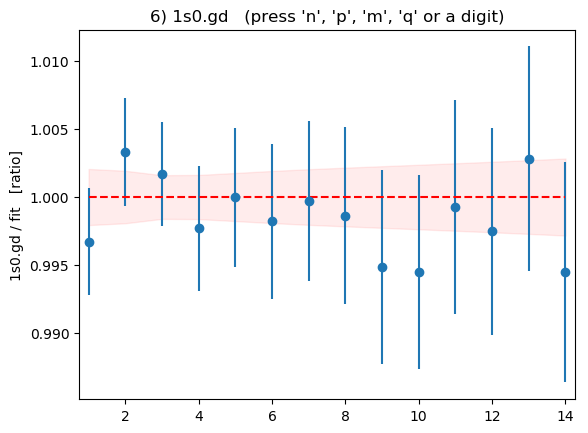 6) 1s0.gd   (press 'n', 'p', 'm', 'q' or a digit)
1s0.gd / fit   [ratio]
1.010
1.005
1.000
0.995
0.990
2 4 6 8 10 12 14